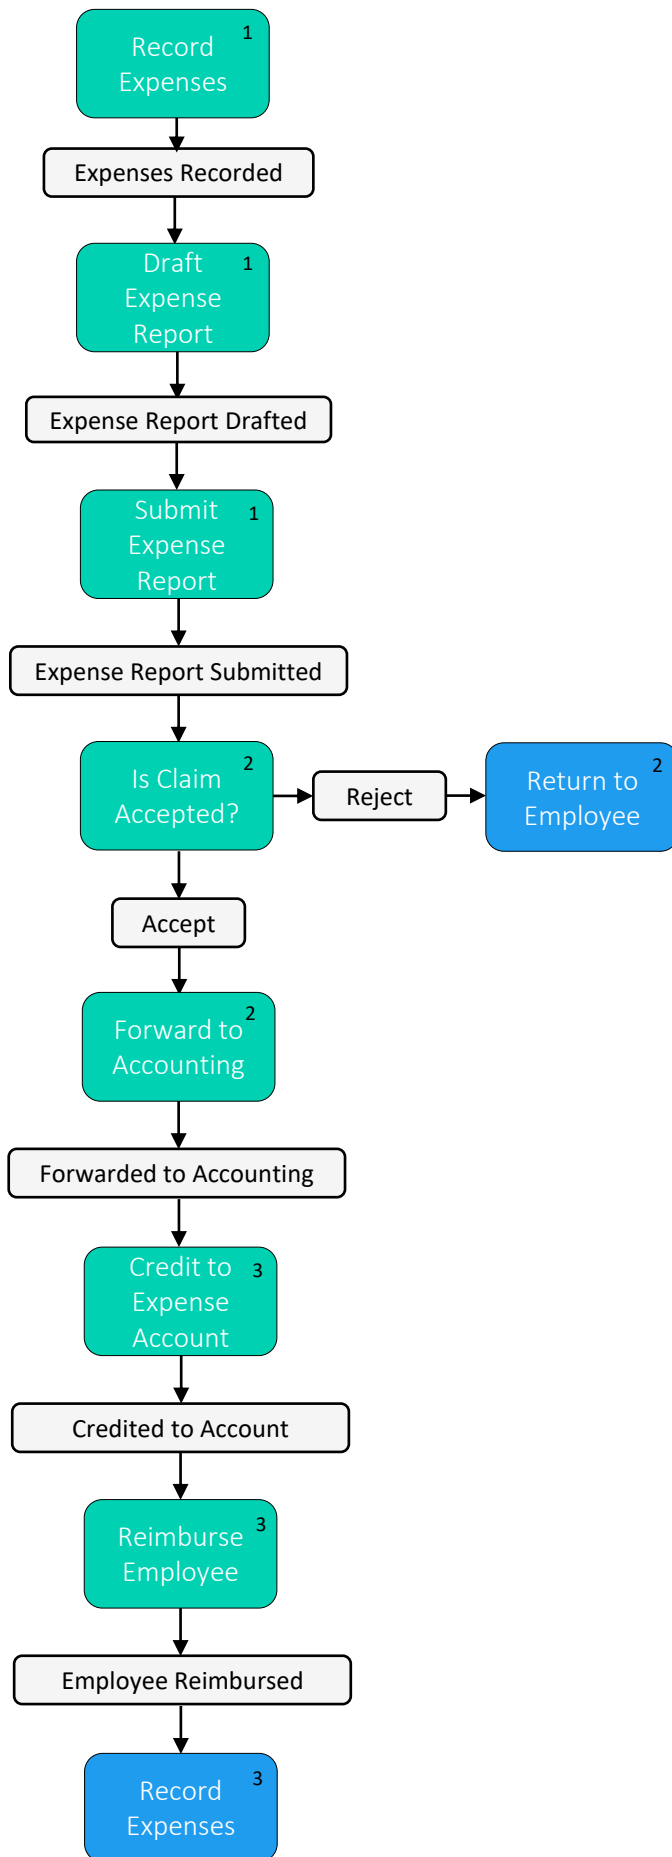 Record 1
Expenses
Expenses Recorded
Draft 1
Expense
Report
Expense Report Drafted
Submit 1
Expense
Report
Expense Report Submitted
2
Is Claim
Accepted?
Reject
2
Return to
Employee
Accept
2
Forward to
Accounting
Forwarded to Accounting
Credit to 3
Expense
Account
Credited to Account
3
Reimburse
Employee
Employee Reimbursed
3
Record
Expenses